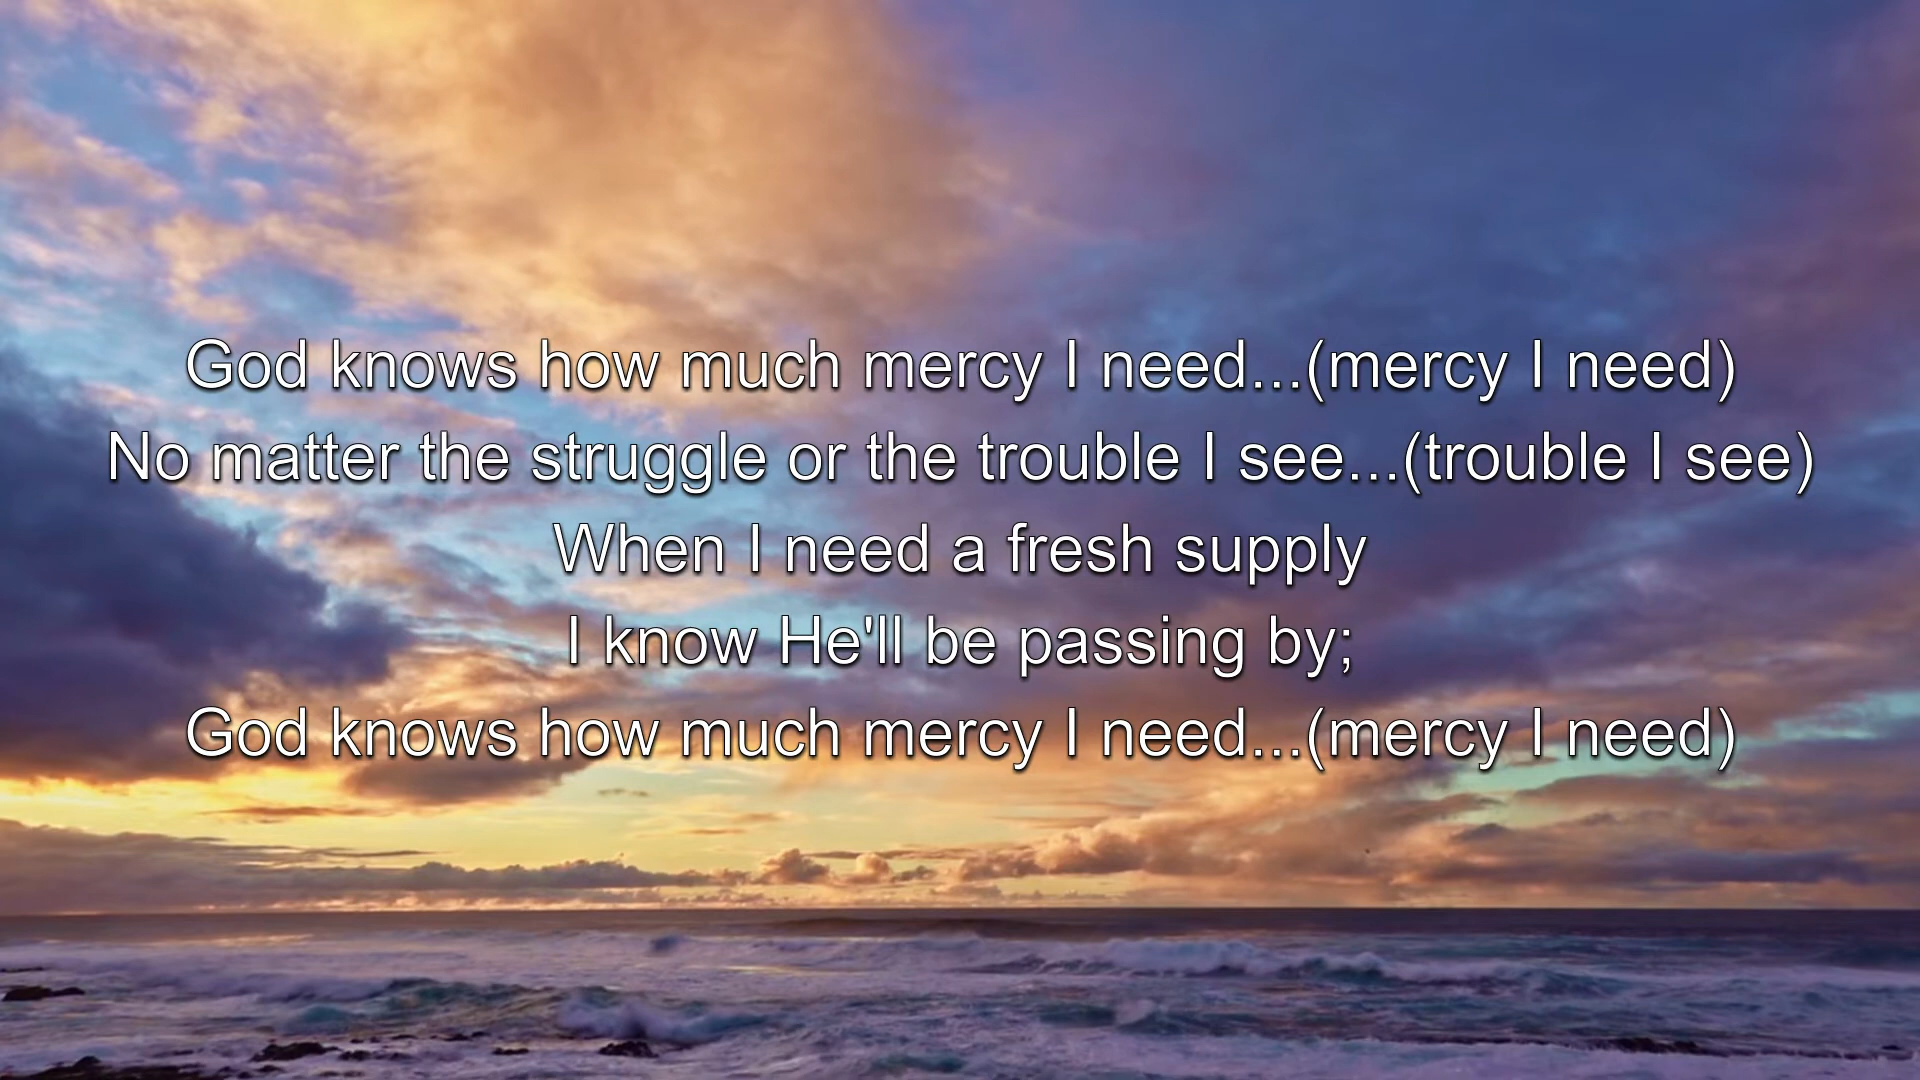 God knows how much mercy I need...(mercy I need)
No matter the struggle or the trouble I see...(trouble I see)
When I need a fresh supply
I know He'll be passing by;
God knows how much mercy I need...(mercy I need)